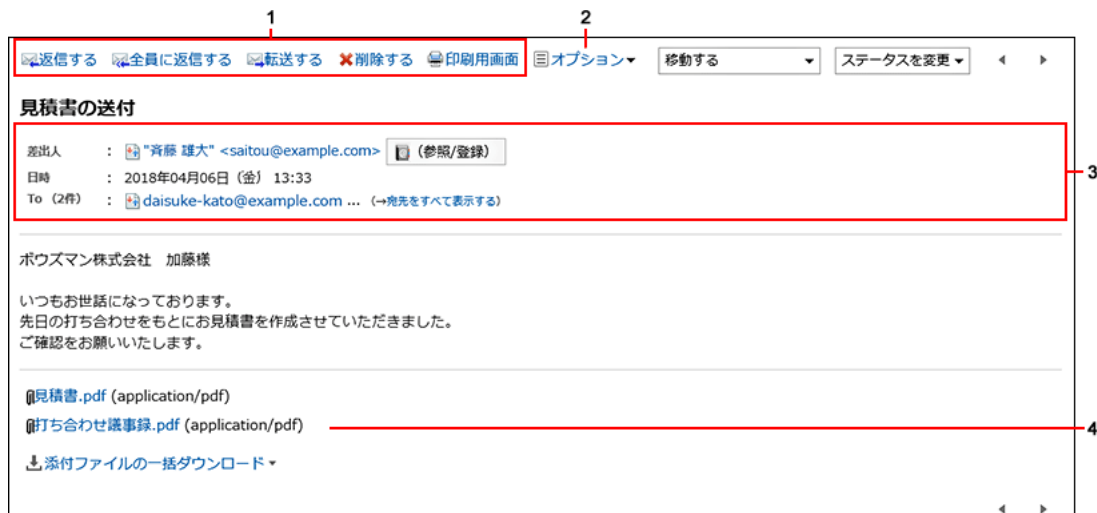 1 2
返信する 全員に返信する 転送する 削除する 印刷用画面 オプション 移動する ステータスを変更
見積書の送付
差出人 : "斉藤 雄大" <saitou@example.com> (参照/登録)
日時 : 2018年04月06日（金） 13:33
3
To（2件） : daisuke-kato@example.com ... （→宛先をすべて表示する）
ボウズマン株式会社　加藤様
いつもお世話になっております。
先日の打ち合わせをもとにお見積書を作成させていただきました。
ご確認をお願いいたします。
見積書.pdf (application/pdf)
打ち合わせ議事録.pdf (application/pdf) 4
添付ファイルの一括ダウンロード